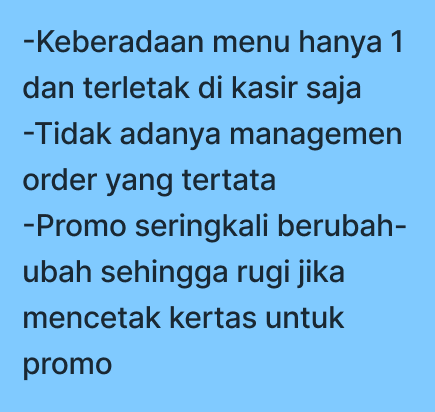 -Keberadaan menu hanya 1
dan terletak di kasir saja
-Tidak adanya managemen
order yang tertata
-Promo seringkali berubah-
ubah sehingga rugi jika
mencetak kertas untuk
promo